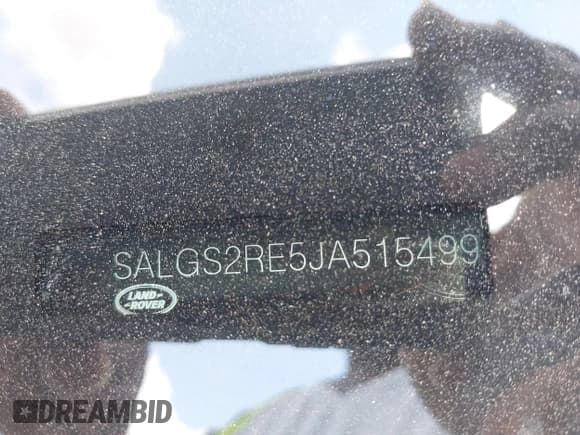 SALGS2RE5JA515499
LAND-
-ROVER
DREAMBID